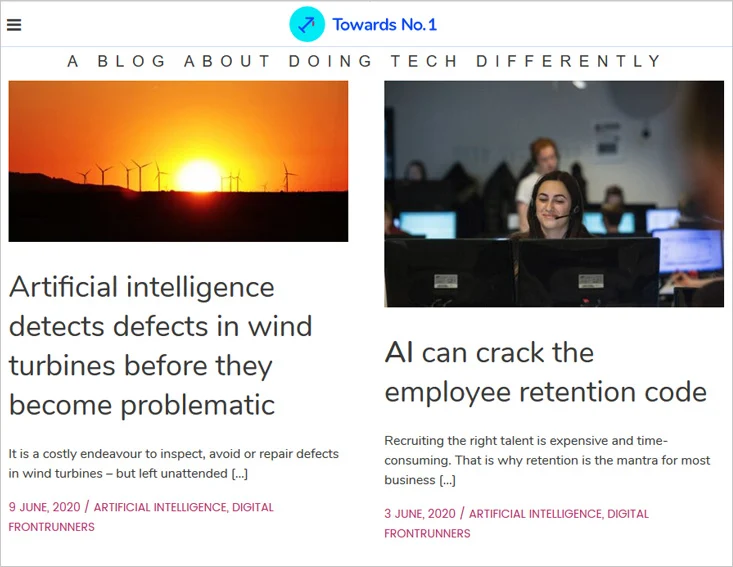 Towards No.1
A BLOG ABOUT DOING TECH DIFFERENTLY
Artificial intelligence
detects defects in wind
turbines before they
become problematic
It is a costly endeavour to inspect, avoid or repair defects
in wind turbines – but left unattended [...]
9 JUNE, 2020 / ARTIFICIAL INTELLIGENCE, DIGITAL
FRONTRUNNERS
AI can crack the
employee retention code
Recruiting the right talent is expensive and time-
consuming. That is why retention is the mantra for most
business [...]
3 JUNE, 2020 / ARTIFICIAL INTELLIGENCE, DIGITAL
FRONTRUNNERS